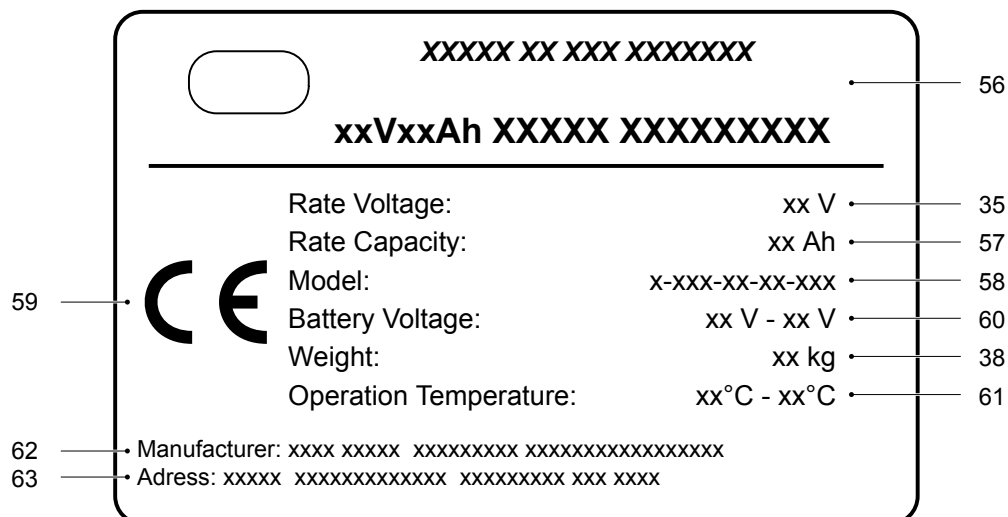 XXXXX XX XXX XXXXXXX
56
xxVxxAh XXXXX XXXXXXXXX
Rate Voltage: xx V 35
Rate Capacity: xx Ah 57
Model: x-xxx-xx-xx-xxx 58
59 CE
Battery Voltage: xx V - xx V 60
Weight: xx kg 38
Operation Temperature: xx°C - xx°C 61
62 Manufacturer: xxxx xxxxx xxxxxxxxx xxxxxxxxxxxxxxxxx
63 Adress: xxxxx xxxxxxxxxxxxx xxxxxxxxx xxx xxxx